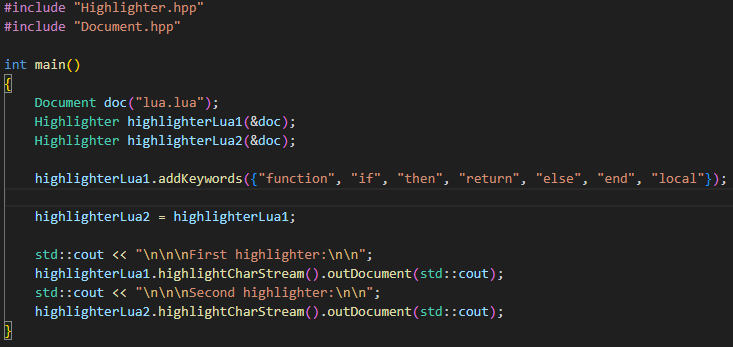 #include "Highlighter.hpp"
#include "Document.hpp"
int main()
{
Document doc("lua.lua");
Highlighter highlighterLua1(&doc);
Highlighter highlighterLua2(&doc);
highlighterLua1.addKeywords({"function", "if", "then", "return", "else", "end", "local"});
highlighterLua2 = highlighterLua1;
std::cout << "\n\n\nFirst highlighter:\n\n";
highlighterLua1.highlightCharStream().outDocument(std::cout);
std::cout << "\n\n\nSecond highlighter:\n\n";
highlighterLua2.highlightCharStream().outDocument(std::cout);
}